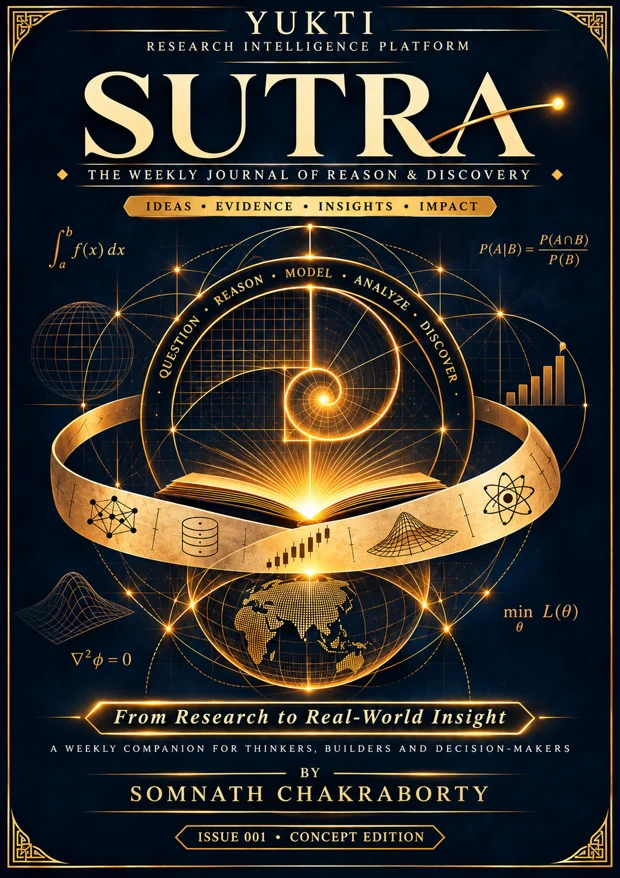 YUKTI
RESEARCH INTELLIGENCE PLATFORM
SUTRA
THE WEEKLY JOURNAL OF REASON & DISCOVERY
IDEAS • EVIDENCE • INSIGHTS • IMPACT
∫_a^b f(x) dx
P(A|B) = P(A∩B) / P(B)
• QUESTION • REASON • MODEL • ANALYZE • DISCOVER •
min_θ L(θ)
∇²ϕ = 0
From Research to Real-World Insight
A WEEKLY COMPANION FOR THINKERS, BUILDERS AND DECISION-MAKERS
BY
SOMNATH CHAKRABORTY
ISSUE 001 • CONCEPT EDITION